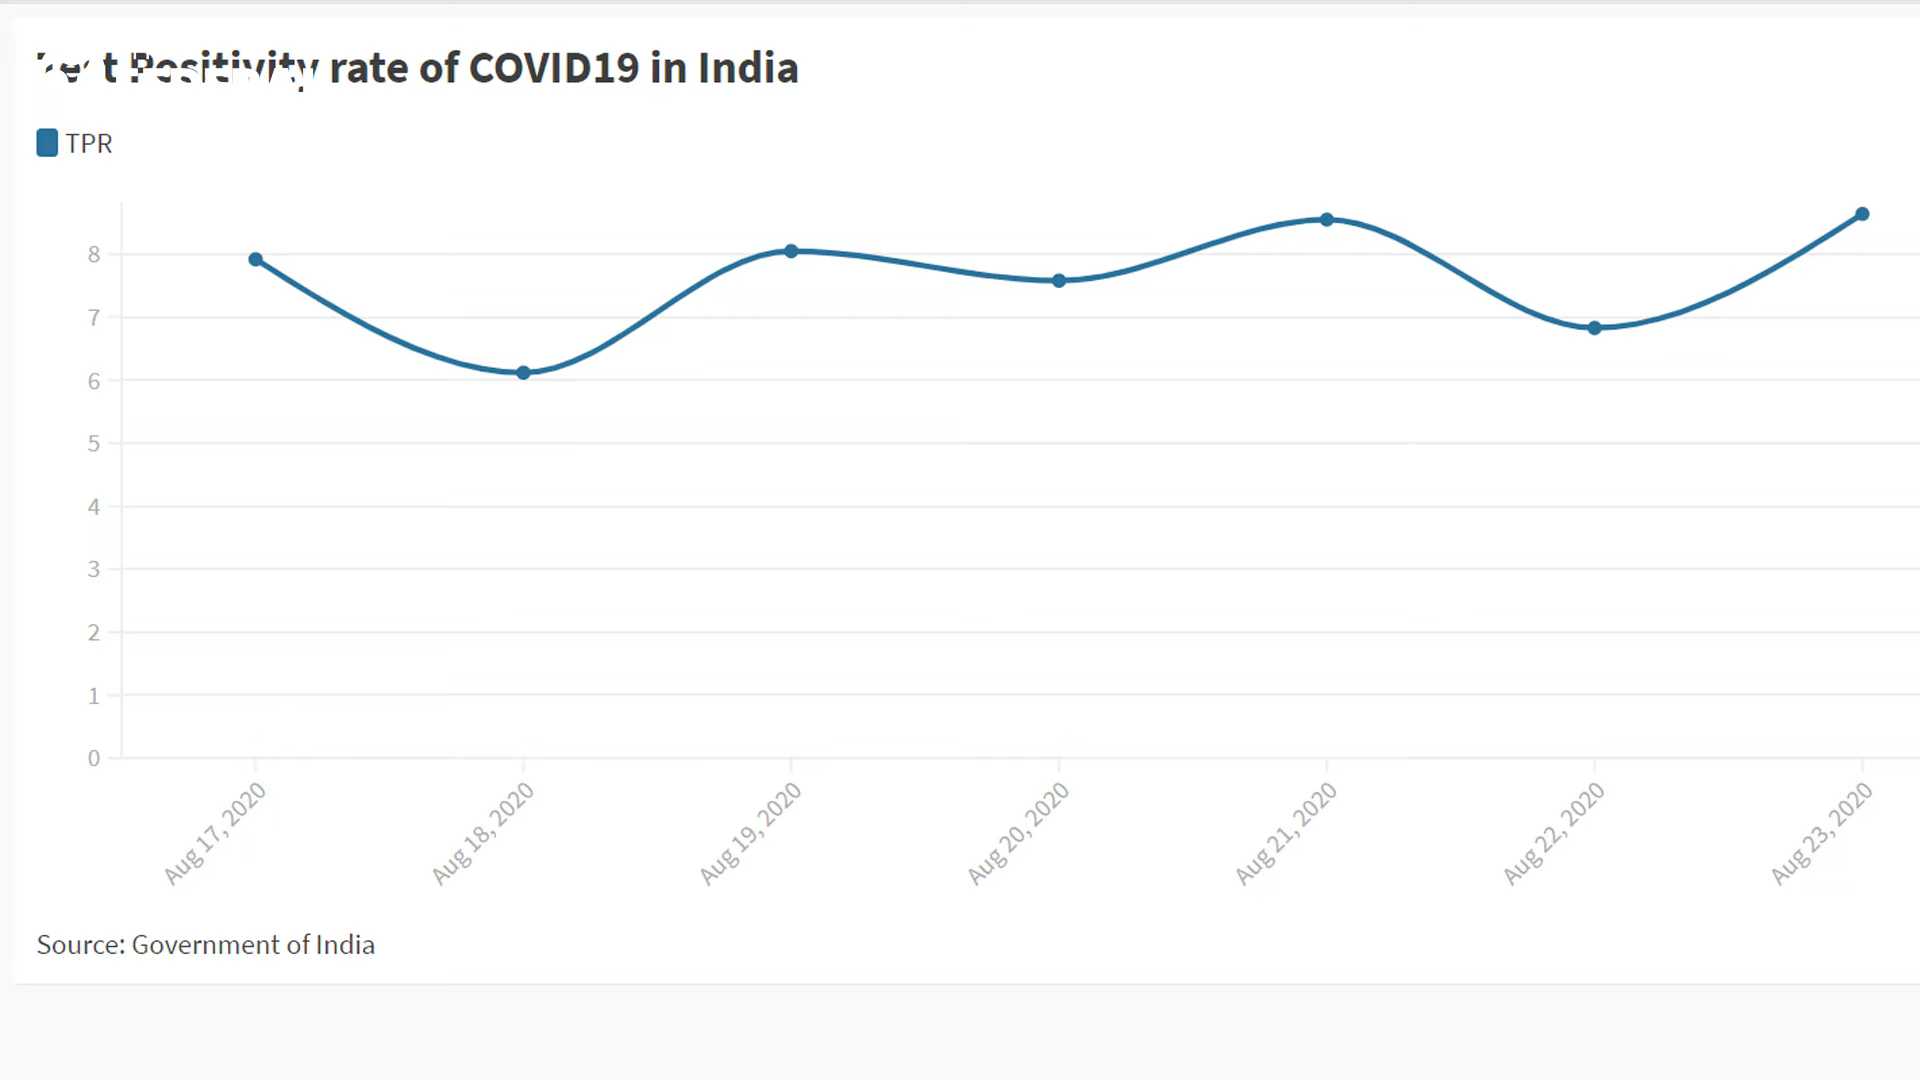 Positivity rate of COVID19 in India
TPR
8
7
6
5
4
3
2
1
0
Aug 17, 2020
Aug 18, 2020
Aug 19, 2020
Aug 20, 2020
Aug 21, 2020
Aug 22, 2020
Aug 23, 2020
Source: Government of India